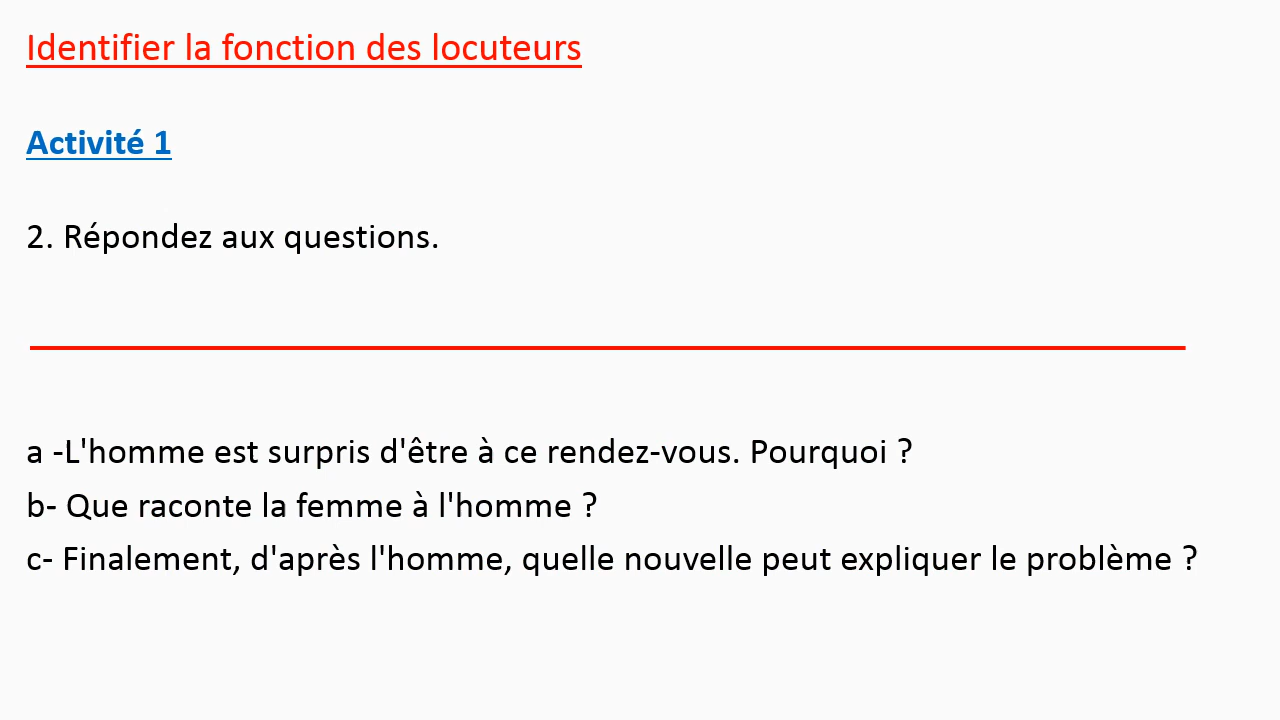 Identifier la fonction des locuteurs
Activité 1
2. Répondez aux questions.
a -L'homme est surpris d'être à ce rendez-vous. Pourquoi ?
b- Que raconte la femme à l'homme ?
c- Finalement, d'après l'homme, quelle nouvelle peut expliquer le problème ?